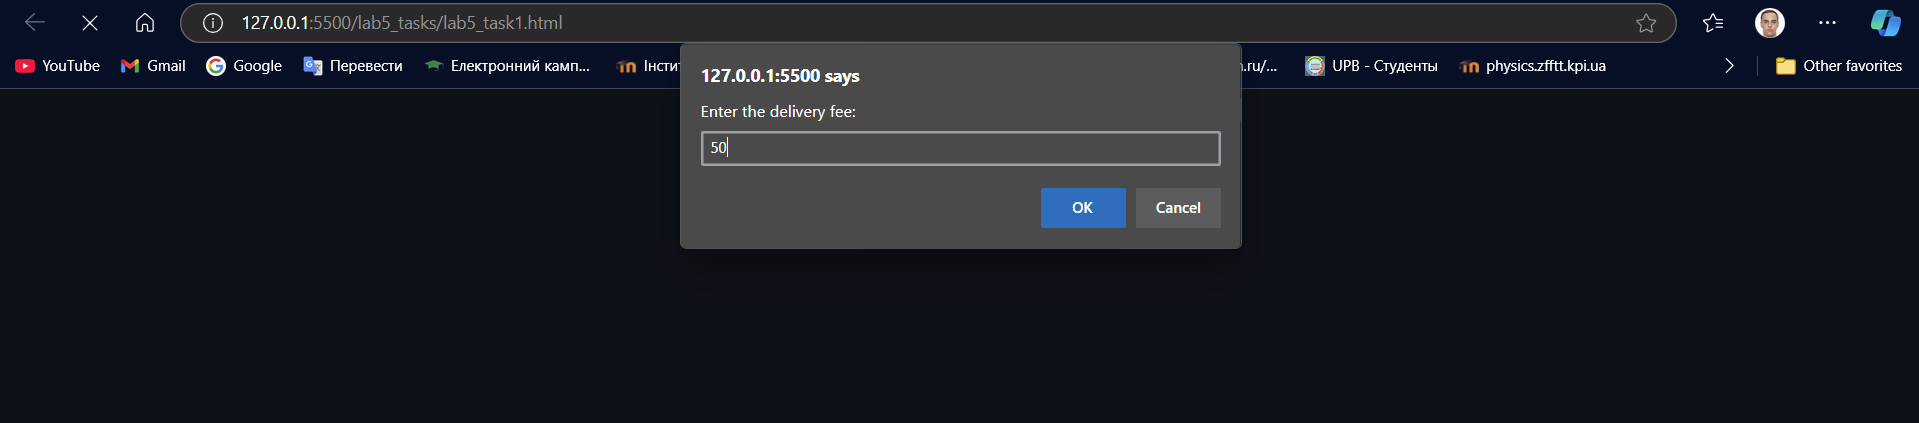 127.0.0.1:5500/lab5_tasks/lab5_task1.html
YouTube Gmail Google Перевести Електронний камп... .ru/... UPB - Студенты physics.zfftt.kpi.ua Other favorites
127.0.0.1:5500 says
Enter the delivery fee:
50
OK Cancel